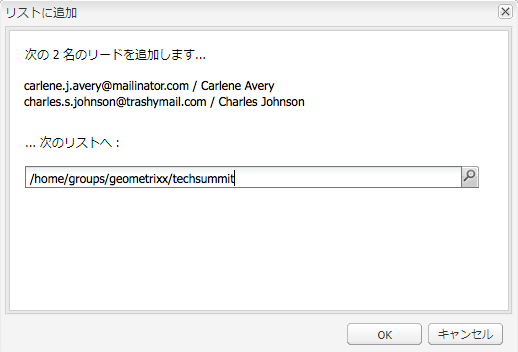 リストに追加
次の 2 名のリードを追加します...
carlene.j.avery@mailinator.com / Carlene Avery
charles.s.johnson@trashymail.com / Charles Johnson
... 次のリストへ：
/home/groups/geometrixx/techsummit
OK
キャンセル